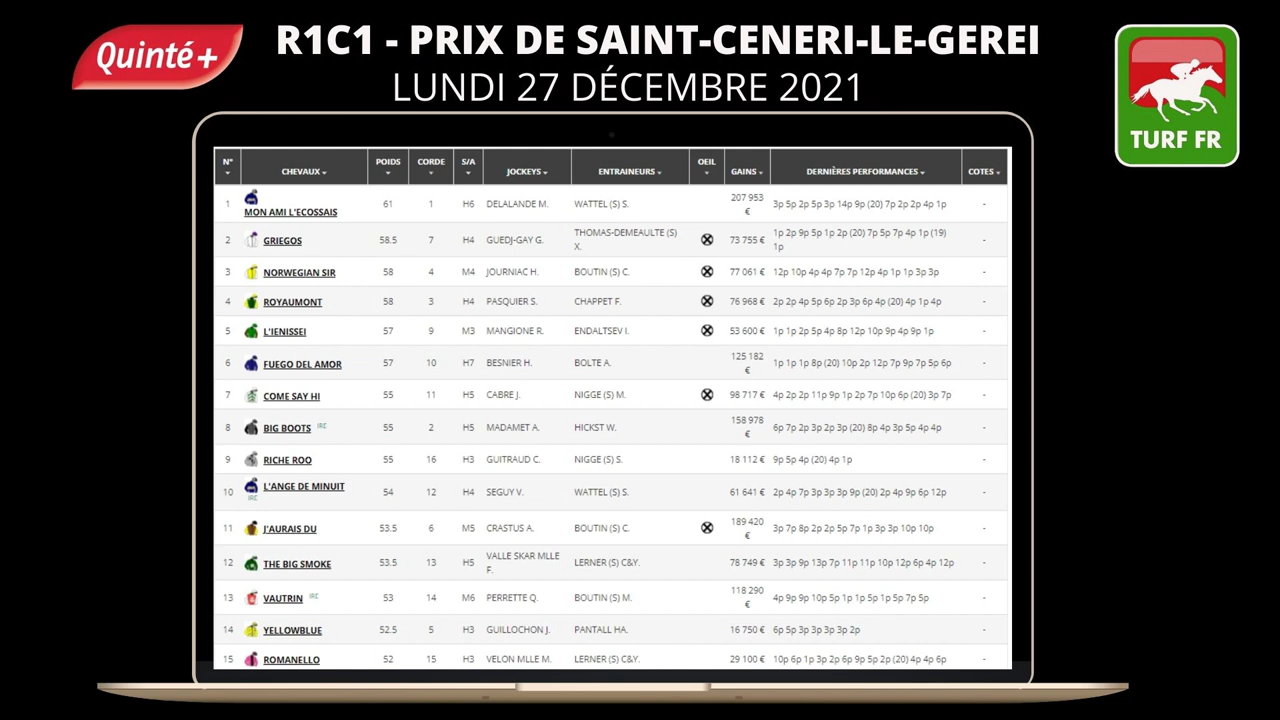 Quinté+
R1C1 - PRIX DE SAINT-CENERI-LE-GEREI
LUNDI 27 DÉCEMBRE 2021
TURF FR
N° CHEVAUX POIDS CORDE S/A JOCKEYS ENTRAINEURS OEIL GAINS DERNIÈRES PERFORMANCES COTES
1 MON AMI L'ECOSSAIS 61 1 H6 DELALANDE M. WATTEL (S) S. 207 953 € 3p 5p 2p 5p 3p 14p 9p (20) 7p 2p 2p 4p 1p -
2 GRIEGOS 58.5 7 H4 GUEDJ-GAY G. THOMAS-DEMEAULTE (S) X. 73 755 € 1p 2p 9p 5p 1p 2p (20) 7p 5p 7p 4p 1p (19) 1p -
3 NORWEGIAN SIR 58 4 M4 JOURNIAC H. BOUTIN (S) C. 77 061 € 12p 10p 4p 4p 7p 7p 12p 4p 1p 1p 3p 3p -
4 ROYAUMONT 58 3 H4 PASQUIER S. CHAPPET F. 76 968 € 2p 2p 4p 5p 6p 2p 3p 6p 4p (20) 4p 1p 4p -
5 L'IENISSEI 57 9 M3 MANGIONE R. ENDALTSEV I. 53 600 € 1p 1p 2p 5p 4p 8p 12p 10p 9p 4p 9p 1p -
6 FUEGO DEL AMOR 57 10 H7 BESNIER H. BOLTE A. 125 182 € 1p 1p 1p 8p (20) 10p 2p 12p 7p 9p 7p 5p 6p -
7 COME SAY HI 55 11 H5 CABRE J. NIGGE (S) M. 98 717 € 4p 2p 2p 11p 9p 1p 2p 7p 10p 6p (20) 3p 7p -
8 BIG BOOTS IRE 55 2 H5 MADAMET A. HICKST W. 158 978 € 6p 7p 2p 3p 2p 3p (20) 8p 4p 3p 5p 4p 4p -
9 RICHE ROO 55 16 H3 GUITRAUD C. NIGGE (S) S. 18 112 € 9p 5p 4p (20) 4p 1p -
10 L'ANGE DE MINUIT IRE 54 12 H4 SEGUY V. WATTEL (S) S. 61 641 € 2p 4p 7p 3p 3p 3p 9p (20) 2p 4p 9p 6p 12p -
11 J'AURAIS DU 53.5 6 M5 CRASTUS A. BOUTIN (S) C. 189 420 € 3p 7p 8p 2p 2p 5p 7p 1p 3p 3p 10p 10p -
12 THE BIG SMOKE 53.5 13 H5 VALLE SKAR MLLE F. LERNER (S) C&Y. 78 749 € 3p 3p 9p 13p 7p 11p 11p 10p 12p 6p 4p 12p -
13 VAUTRIN IRE 53 14 M6 PERRETTE Q. BOUTIN (S) M. 118 290 € 4p 9p 9p 10p 5p 1p 1p 5p 1p 5p 7p 5p -
14 YELLOWBLUE 52.5 5 H3 GUILLOCHON J. PANTALL HA. 16 750 € 6p 5p 3p 3p 3p 3p 2p -
15 ROMANELLO 52 15 H3 VELON MLLE M. LERNER (S) C&Y. 29 100 € 10p 6p 1p 3p 2p 6p 9p 5p 2p (20) 4p 4p 6p -